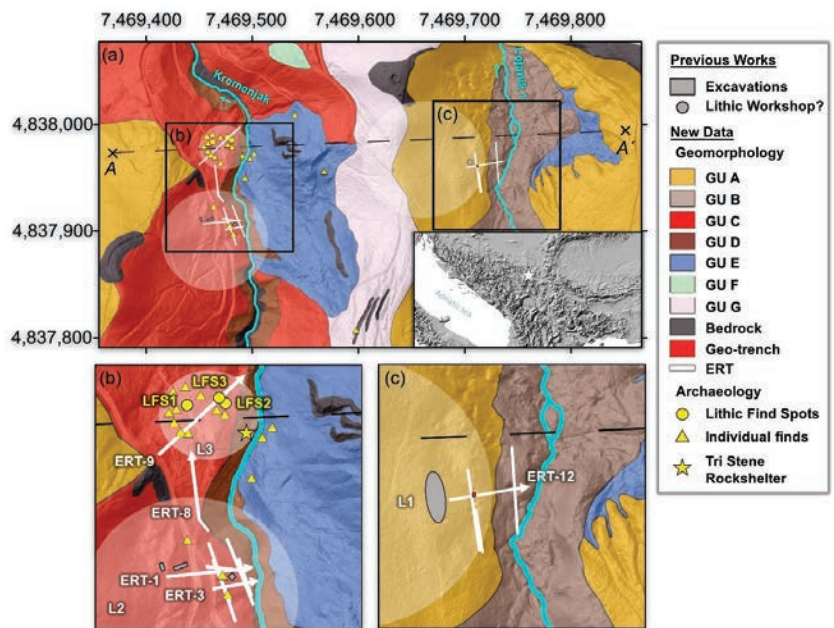 7,469,400 7,469,500 7,469,700 7,469,800
(a)
Kremenjak
(b)
(c)
A
A'
4,838,000
4,837,900
4,837,800
Adriatic sea
(b)
LFS3
LFS1
LFS2
ERT-9
L3
ERT-8
ERT-1
ERT-3
L2
(c)
L1
ERT-12
Previous Works
Excavations
Lithic Workshop?
New Data
Geomorphology
GU A
GU B
GU C
GU D
GU E
GU F
GU G
Bedrock
Geo-trench
ERT
Archaeology
Lithic Find Spots
Individual finds
Tri Stene
Rockshelter